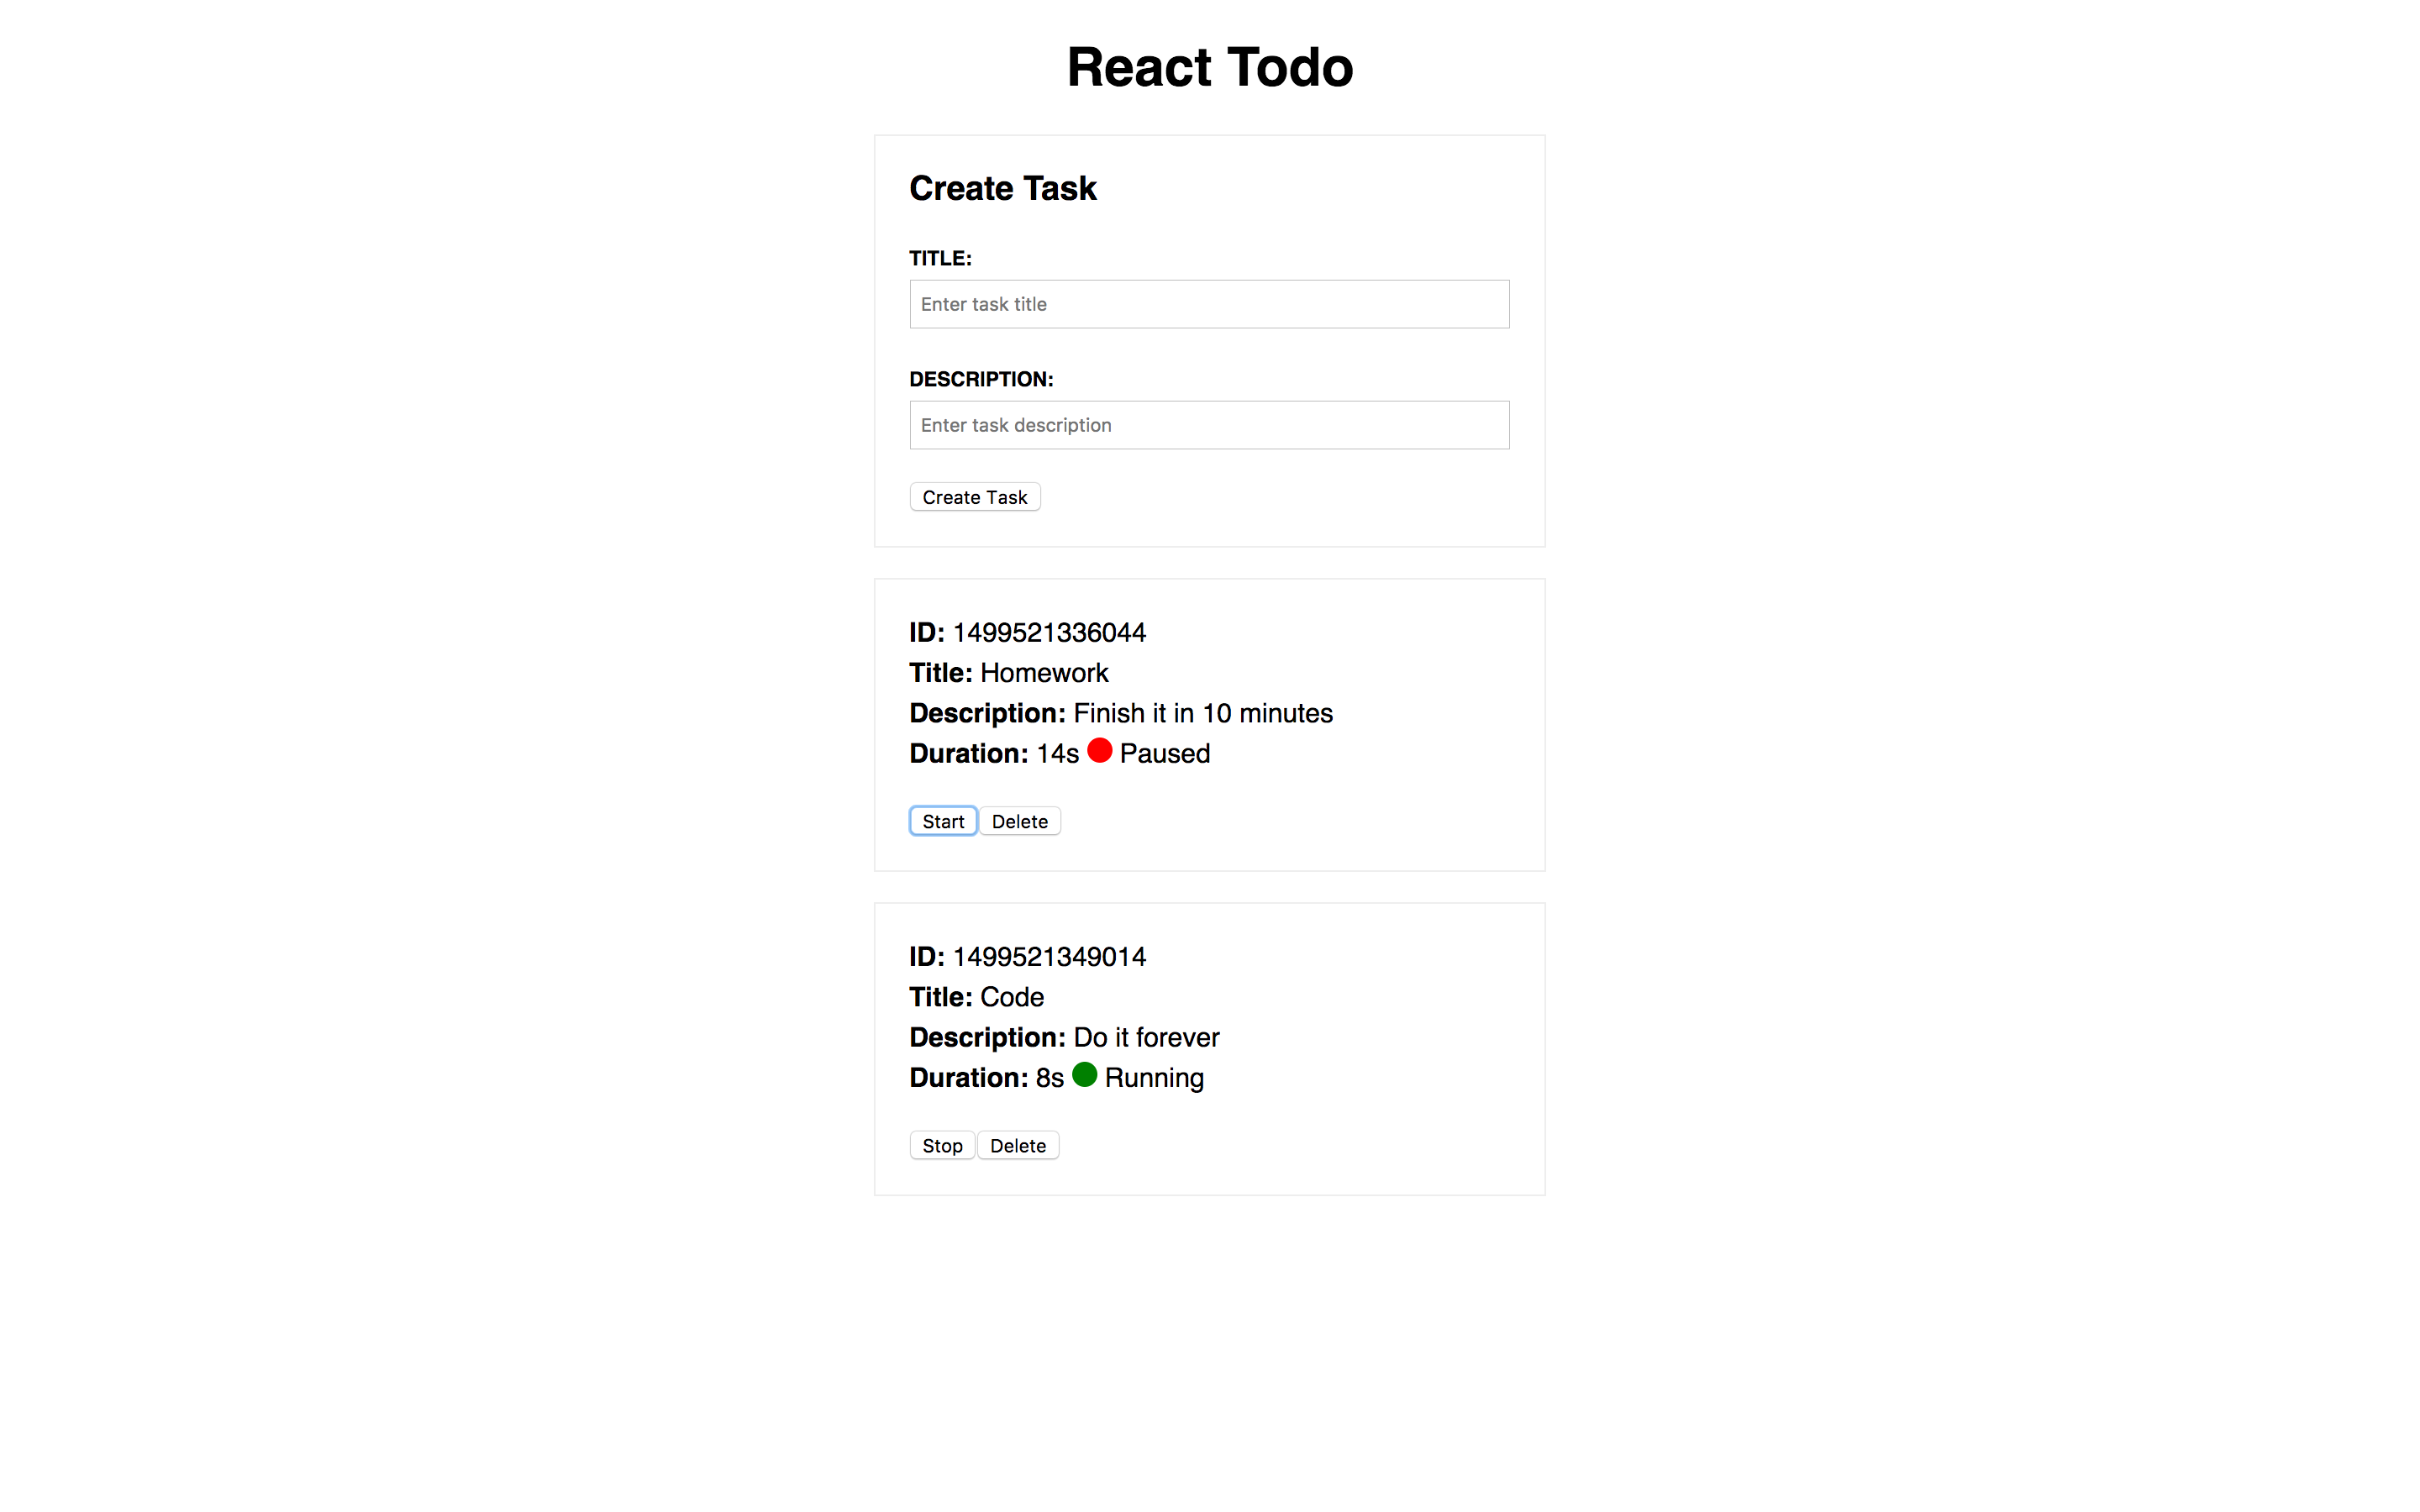 React Todo
Create Task
TITLE:
Enter task title
DESCRIPTION:
Enter task description
Create Task
ID: 1499521336044
Title: Homework
Description: Finish it in 10 minutes
Duration: 14s Paused
Start Delete
ID: 1499521349014
Title: Code
Description: Do it forever
Duration: 8s Running
Stop Delete